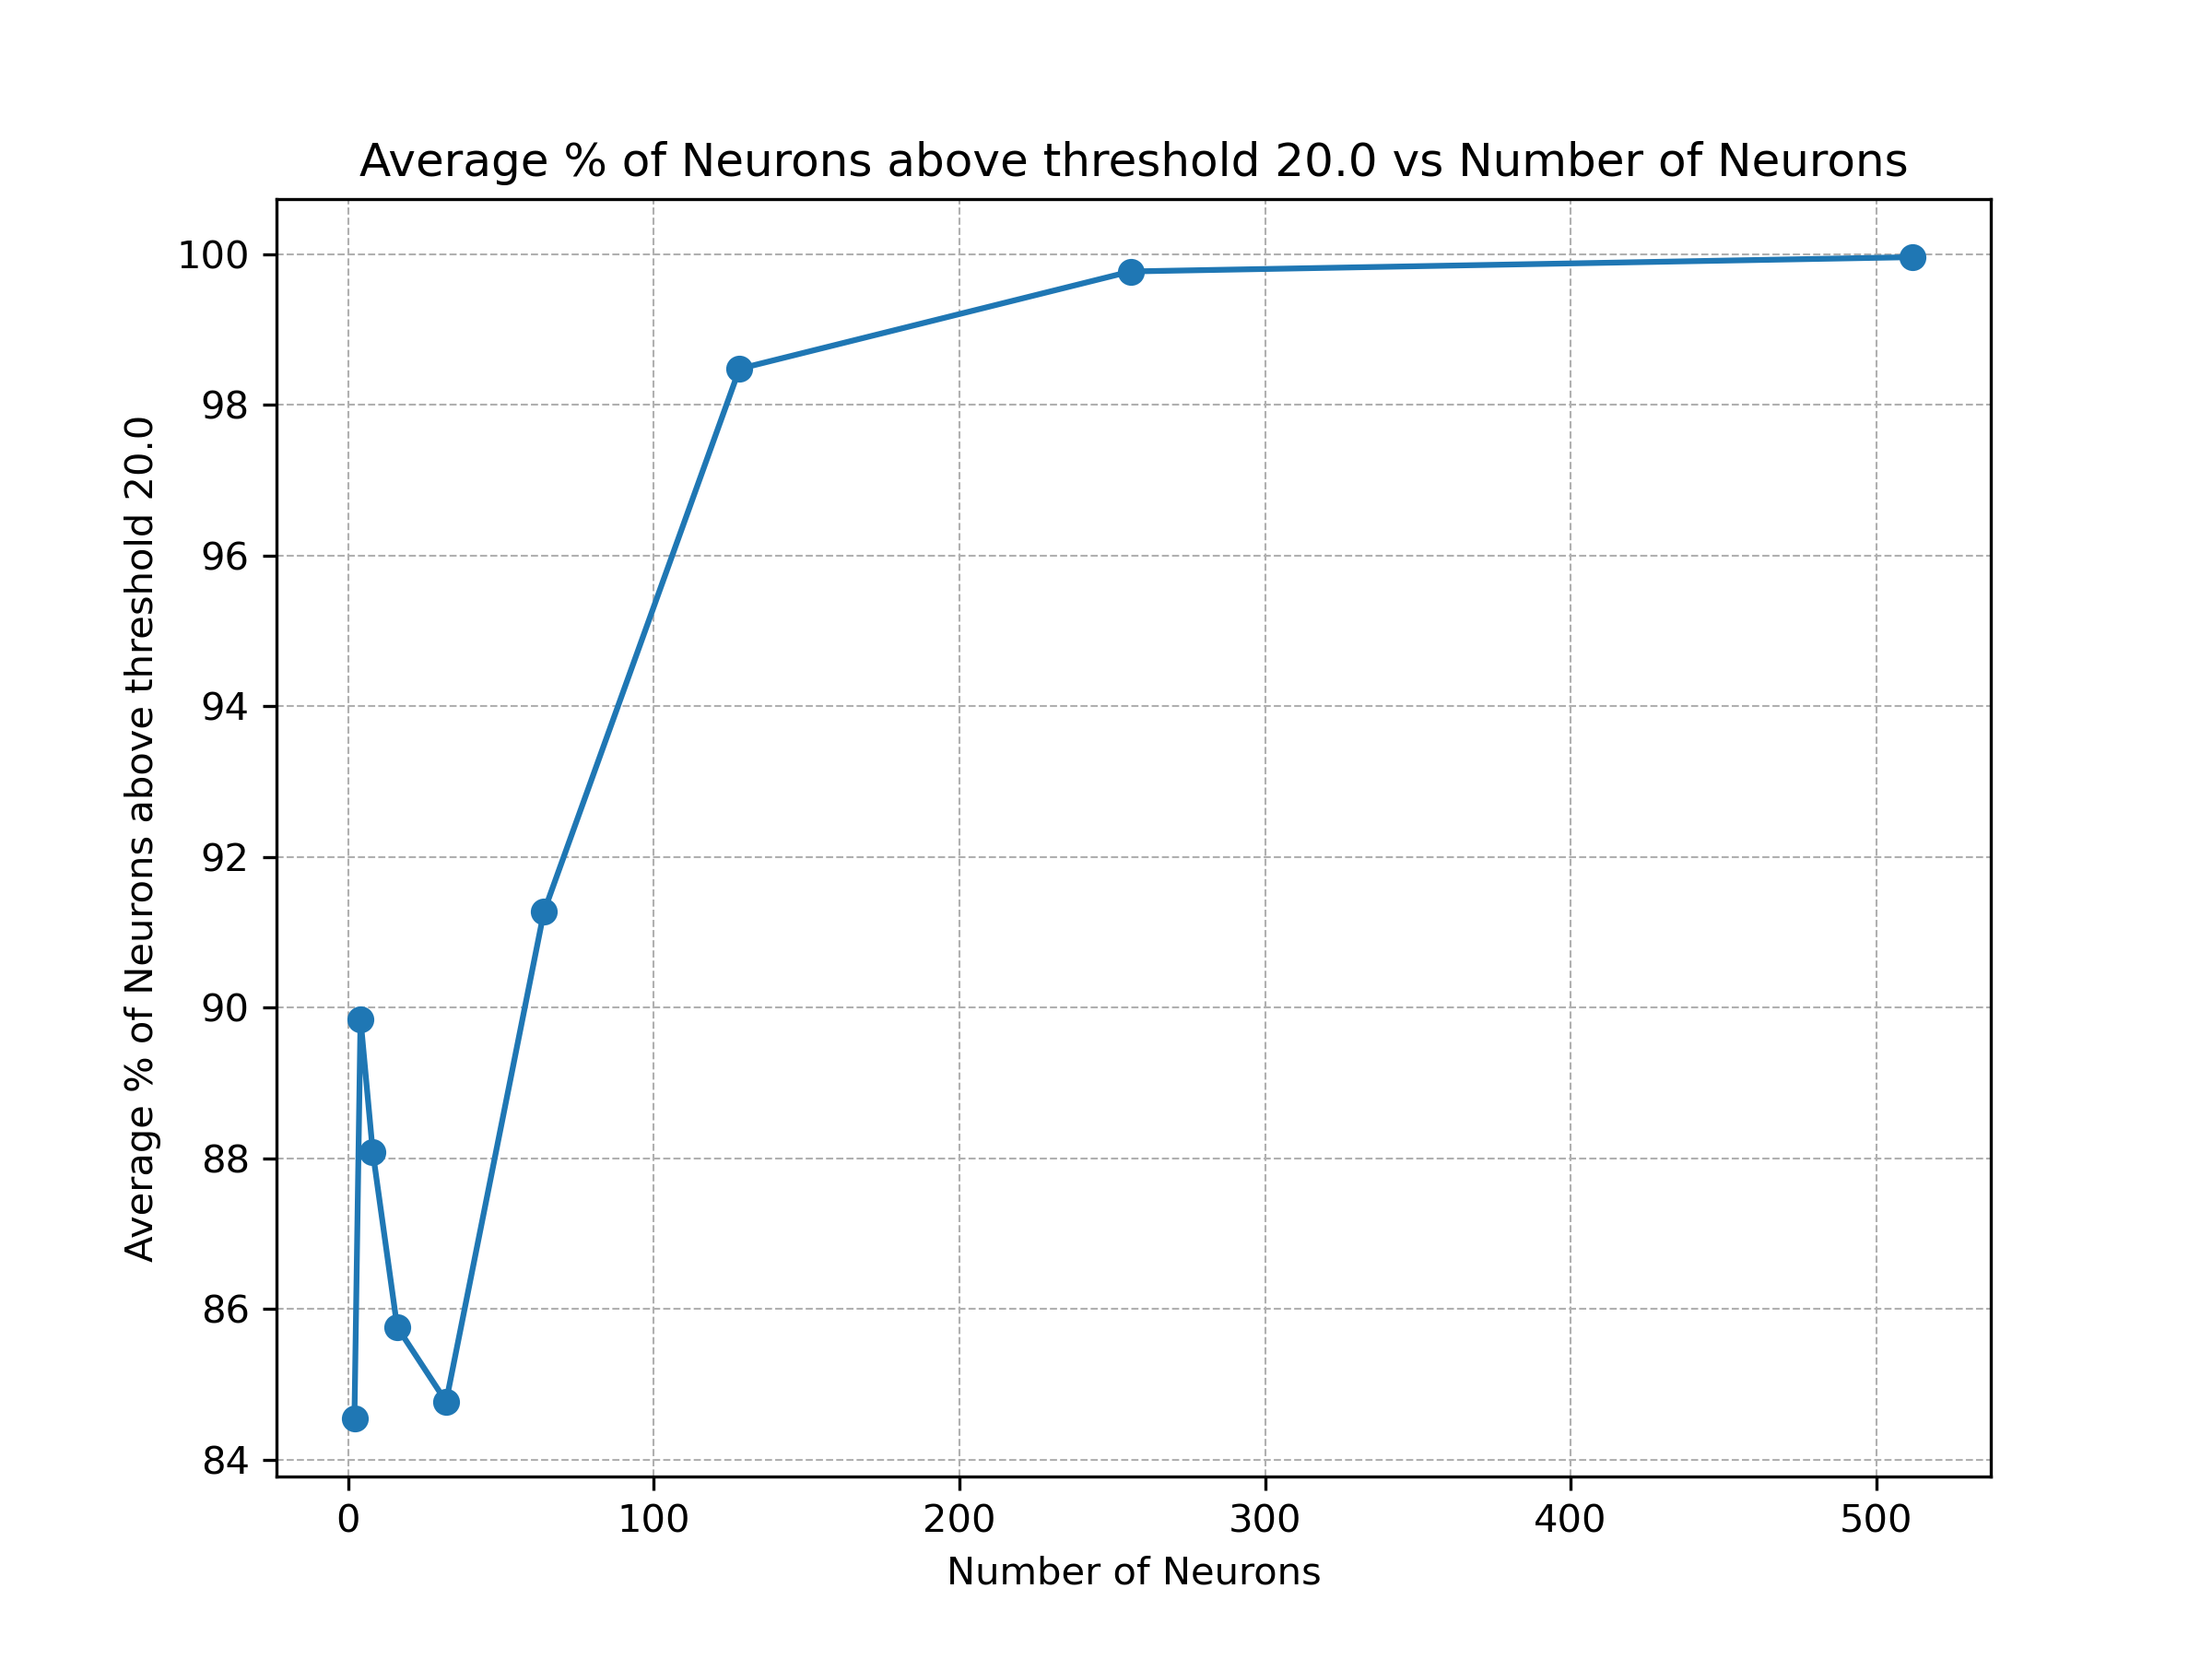 Average % of Neurons above threshold 20.0 vs Number of Neurons
Average % of Neurons above threshold 20.0
100
98
96
94
92
90
88
86
84
0 100 200 300 400 500
Number of Neurons